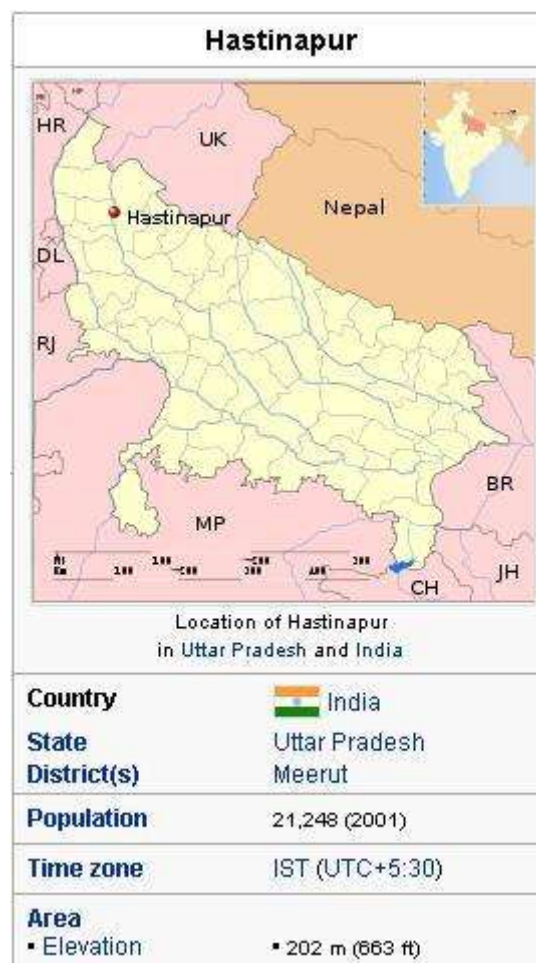 Hastinapur
HR
UK
Nepal
Hastinapur
DL
RJ
BR
MP
JH
CH
Location of Hastinapur
in Uttar Pradesh and India
Country India
State Uttar Pradesh
District(s) Meerut
Population 21,248 (2001)
Time zone IST (UTC+5:30)
Area
▪ Elevation ▪ 202 m (663 ft)